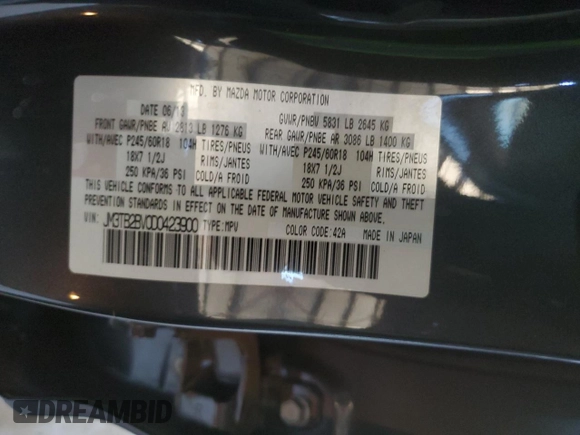 MFD. BY MAZDA MOTOR CORPORATION
DATE 06/13
GVWR/PNBV 5831 LB 2645 KG
FRONT GAWR/PNBE AV 2813 LB 1276 KG
REAR GAWR/PNBE AR 3086 LB 1400 KG
WITH/AVEC P245/60R18 104H TIRES/PNEUS
WITH/AVEC P245/60R18 104H TIRES/PNEUS
18X7 1/2J RIMS/JANTES
18X7 1/2J RIMS/JANTES
250 KPA/36 PSI COLD/A FROID
250 KPA/36 PSI COLD/A FROID
THIS VEHICLE CONFORMS TO ALL APPLICABLE FEDERAL MOTOR VEHICLE SAFETY AND THEFT
PREVENTION STANDARDS IN EFFECT ON THE DATE OF MANUFACTURE SHOWN ABOVE.
VIN: JM3TB2BV0D0423900 TYPE:MPV COLOR CODE:42A MADE IN JAPAN
DREAMBID